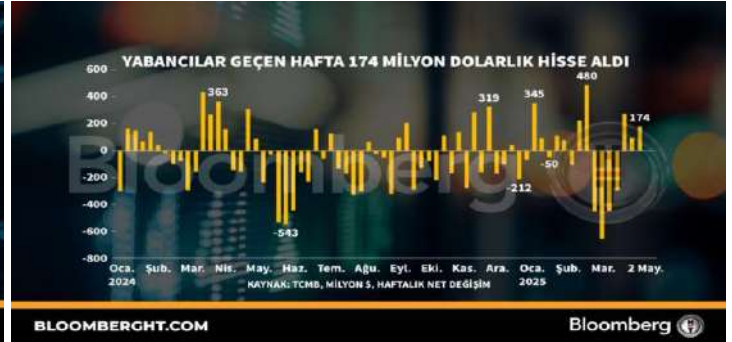 YABANCILAR GEÇEN HAFTA 174 MİLYON DOLARLIK HİSSE ALDI
600
400
200
0
-200
-400
-600
-800
363
-543
319
-212
345
-50
480
174
Bloomberg
Oca. Şub. Mar. Nis. May. Haz. Tem. Ağu. Eyl. Eki. Kas. Ara. Oca. Şub. Mar. 2 May.
2024 KAYNAK: TCMB, MİLYON $, HAFTALIK NET DEĞİŞİM 2025
BLOOMBERGHT.COM
Bloomberg